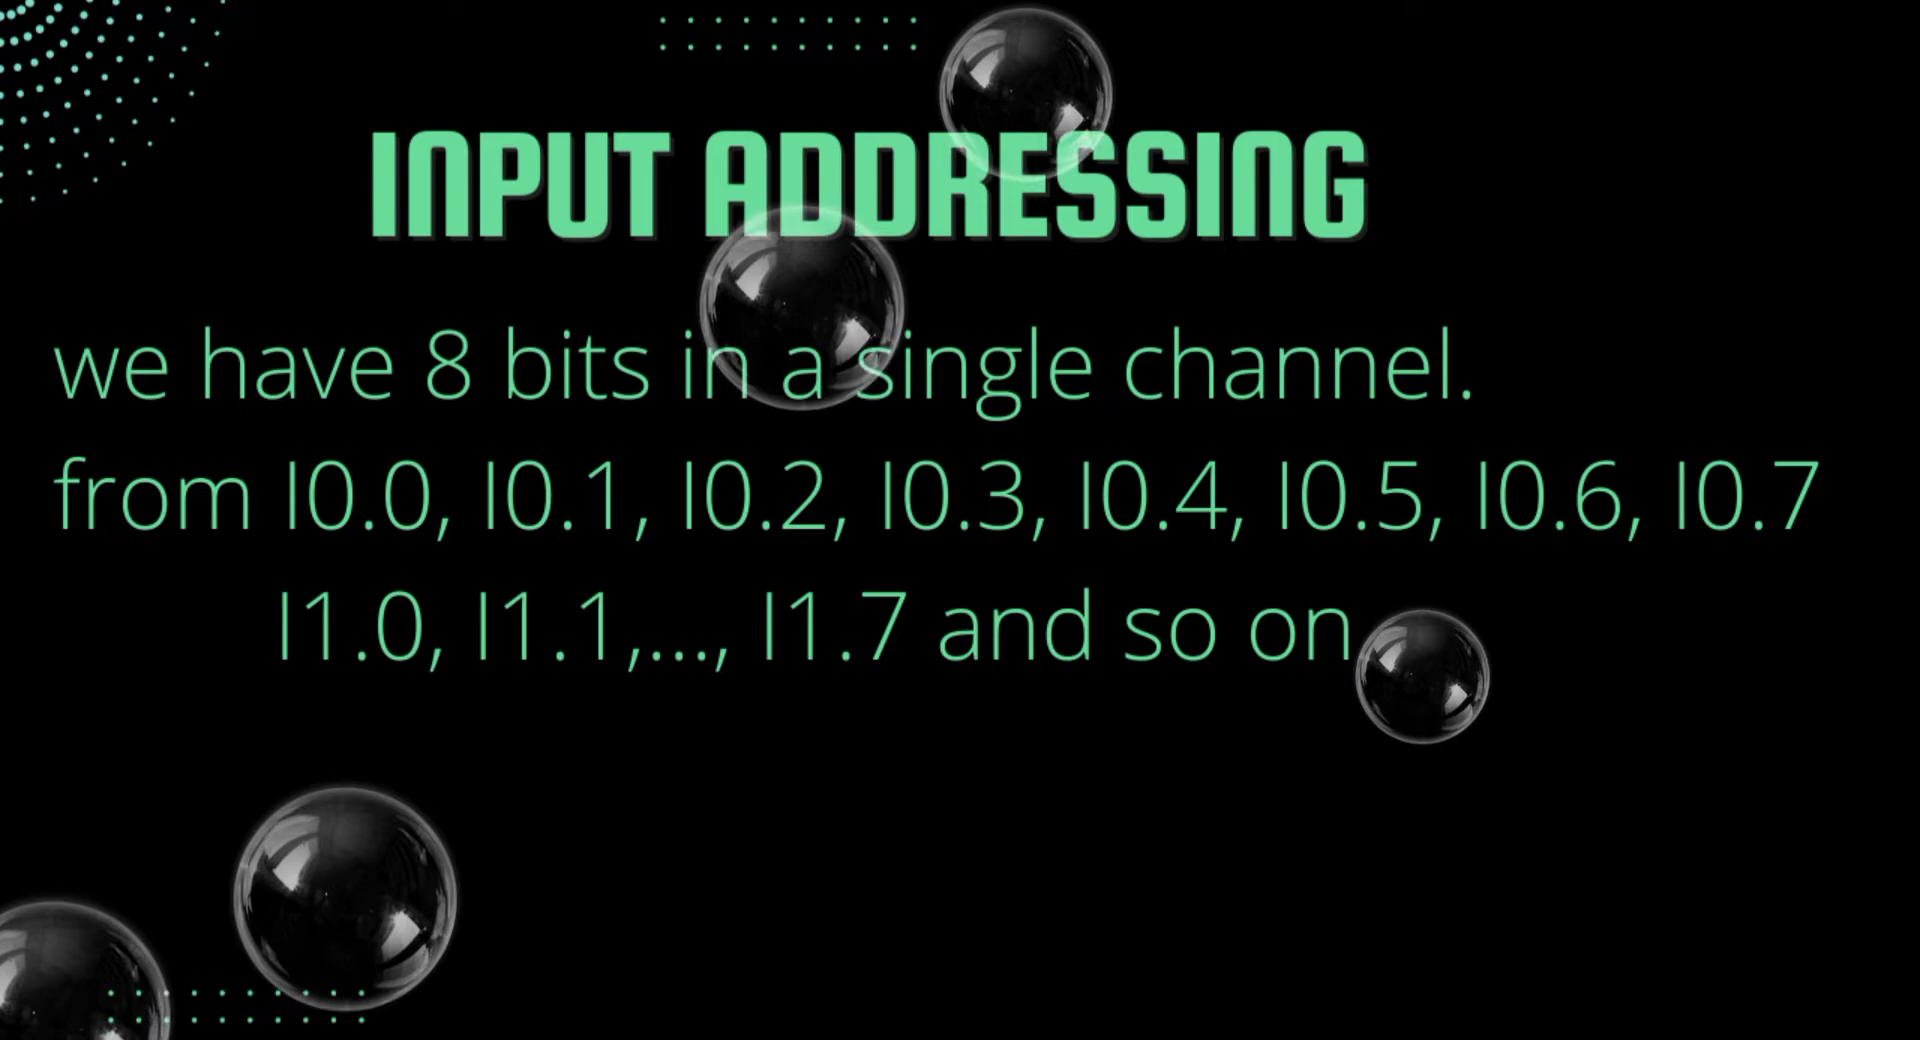 INPUT ADDRESSING
we have 8 bits in a single channel.
from I0.0, I0.1, I0.2, I0.3, I0.4, I0.5, I0.6, I0.7
I1.0, I1.1,..., I1.7 and so on